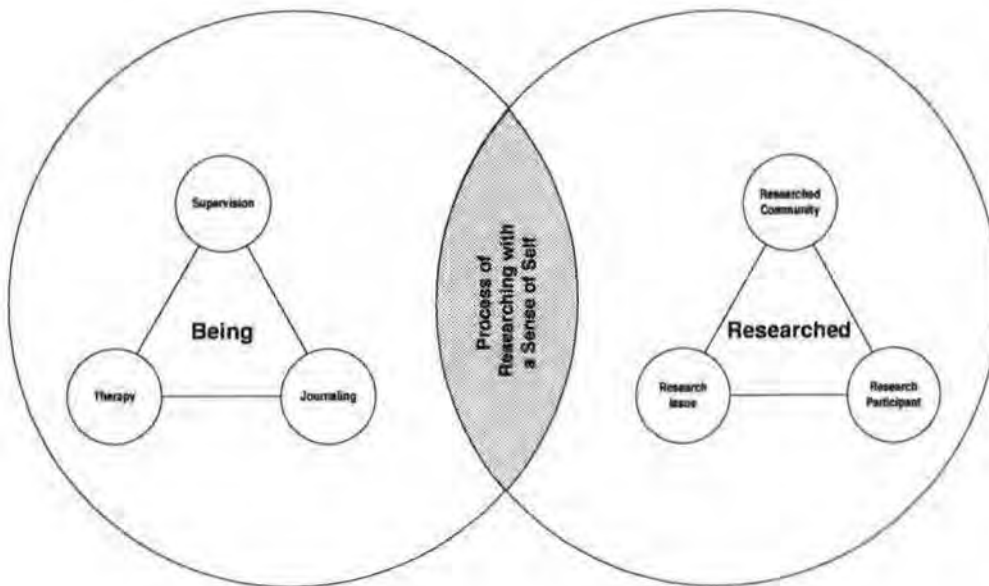 Supervision
Being
Therapy
Journaling
Process of
Researching with
a Sense of Self
Researched
Community
Researched
Research
Issue
Research
Participant